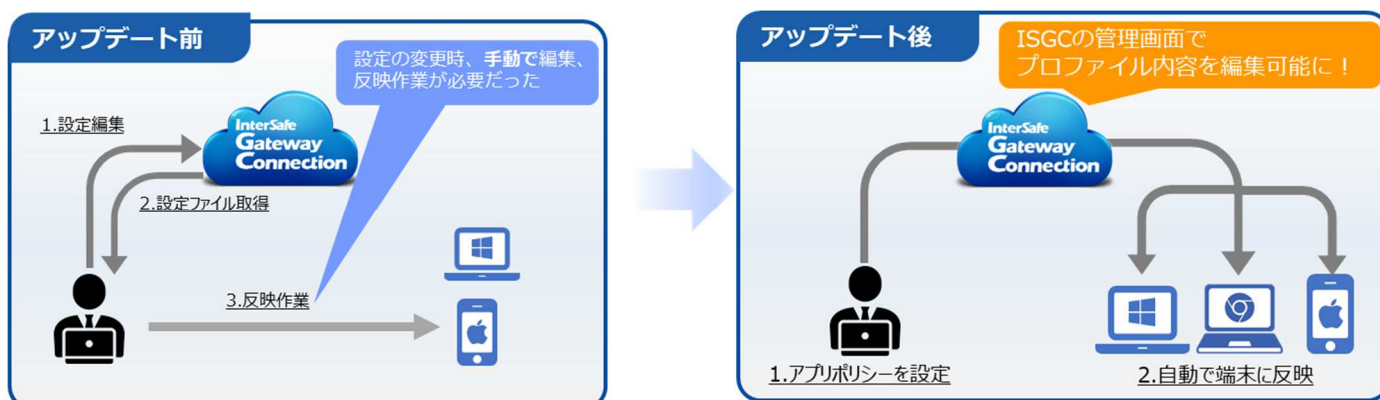 アップデート前
設定の変更時、手動で編集、
反映作業が必要だった
1.設定編集
InterSafe
Gateway
Connection
2.設定ファイル取得
3.反映作業
アップデート後
ISGCの管理画面で
プロファイル内容を編集可能に！
InterSafe
Gateway
Connection
1.アプリポリシーを設定
2.自動で端末に反映